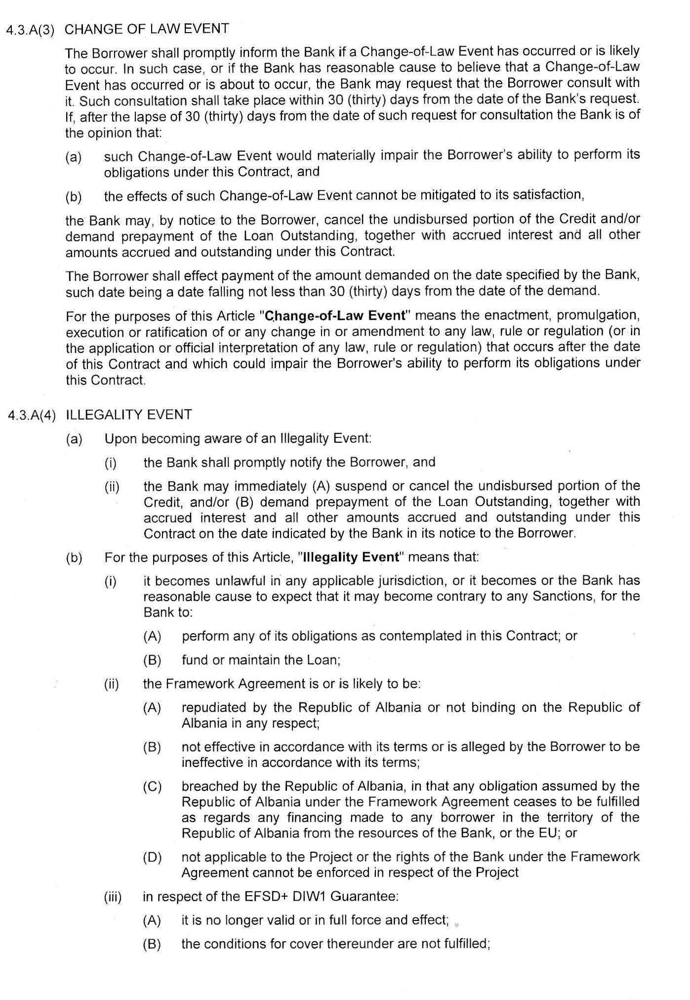 4.3.A(3) CHANGE OF LAW EVENT
The Borrower shall promptly inform the Bank if a Change-of-Law Event has occurred or is likely
to occur. In such case, or if the Bank has reasonable cause to believe that a Change-of-Law
Event has occurred or is about to occur, the Bank may request that the Borrower consult with
it. Such consultation shall take place within 30 (thirty) days from the date of the Bank's request.
If, after the lapse of 30 (thirty) days from the date of such request for consultation the Bank is of
the opinion that:
(a) such Change-of-Law Event would materially impair the Borrower's ability to perform its
obligations under this Contract, and
(b) the effects of such Change-of-Law Event cannot be mitigated to its satisfaction,
the Bank may, by notice to the Borrower, cancel the undisbursed portion of the Credit and/or
demand prepayment of the Loan Outstanding, together with accrued interest and all other
amounts accrued and outstanding under this Contract.
The Borrower shall effect payment of the amount demanded on the date specified by the Bank,
such date being a date falling not less than 30 (thirty) days from the date of the demand.
For the purposes of this Article "Change-of-Law Event" means the enactment, promulgation,
execution or ratification of or any change in or amendment to any law, rule or regulation (or in
the application or official interpretation of any law, rule or regulation) that occurs after the date
of this Contract and which could impair the Borrower's ability to perform its obligations under
this Contract.
4.3.A(4) ILLEGALITY EVENT
(a) Upon becoming aware of an Illegality Event:
(i) the Bank shall promptly notify the Borrower, and
(ii) the Bank may immediately (A) suspend or cancel the undisbursed portion of the
Credit, and/or (B) demand prepayment of the Loan Outstanding, together with
accrued interest and all other amounts accrued and outstanding under this
Contract on the date indicated by the Bank in its notice to the Borrower.
(b) For the purposes of this Article, "Illegality Event" means that:
(i) it becomes unlawful in any applicable jurisdiction, or it becomes or the Bank has
reasonable cause to expect that it may become contrary to any Sanctions, for the
Bank to:
(A) perform any of its obligations as contemplated in this Contract; or
(B) fund or maintain the Loan;
(ii) the Framework Agreement is or is likely to be:
(A) repudiated by the Republic of Albania or not binding on the Republic of
Albania in any respect;
(B) not effective in accordance with its terms or is alleged by the Borrower to be
ineffective in accordance with its terms;
(C) breached by the Republic of Albania, in that any obligation assumed by the
Republic of Albania under the Framework Agreement ceases to be fulfilled
as regards any financing made to any borrower in the territory of the
Republic of Albania from the resources of the Bank, or the EU; or
(D) not applicable to the Project or the rights of the Bank under the Framework
Agreement cannot be enforced in respect of the Project
(iii) in respect of the EFSD+ DIW1 Guarantee:
(A) it is no longer valid or in full force and effect;
(B) the conditions for cover thereunder are not fulfilled;